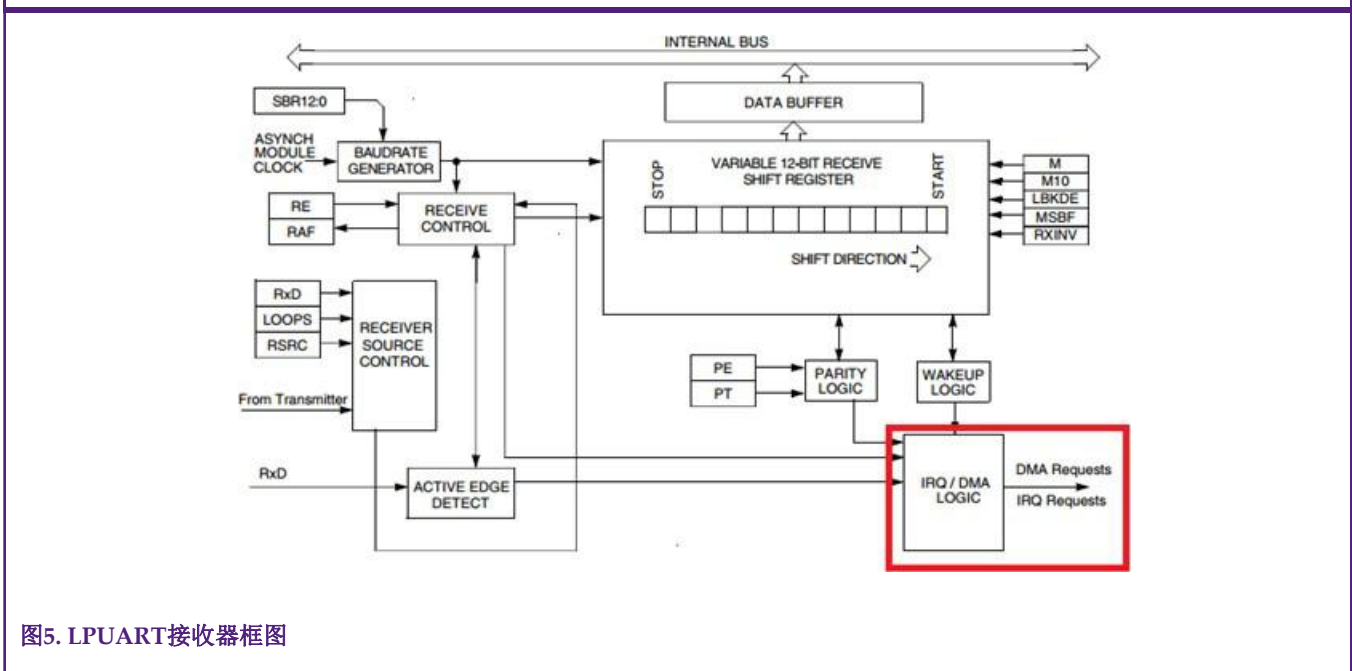 INTERNAL BUS
SBR12:0
DATA BUFFER
ASYNCH
MODULE
CLOCK
BAUDRATE
GENERATOR
VARIABLE 12-BIT RECEIVE
SHIFT REGISTER
STOP
START
M
M10
LBKDE
MSBF
RXINV
RE
RAF
RECEIVE
CONTROL
SHIFT DIRECTION
RxD
LOOPS
RSRC
RECEIVER
SOURCE
CONTROL
From Transmitter
PE
PT
PARITY
LOGIC
WAKEUP
LOGIC
RxD
ACTIVE EDGE
DETECT
IRQ / DMA
LOGIC
DMA Requests
IRQ Requests
图5. LPUART接收器框图